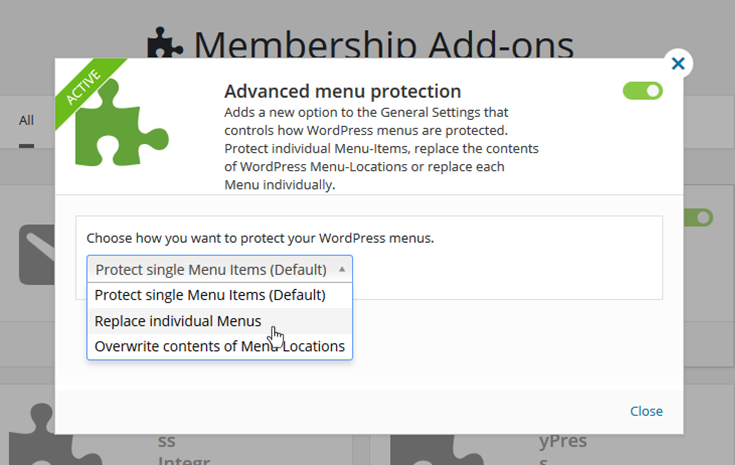 Membership Add-ons
ACTIVE
Advanced menu protection
Adds a new option to the General Settings that
controls how WordPress menus are protected.
Protect individual Menu-Items, replace the contents
of WordPress Menu-Locations or replace each
Menu individually.
All
Choose how you want to protect your WordPress menus.
Protect single Menu Items (Default)
Protect single Menu Items (Default)
Replace individual Menus
Overwrite contents of Menu Locations
Close
ss
Integr
yPres
s